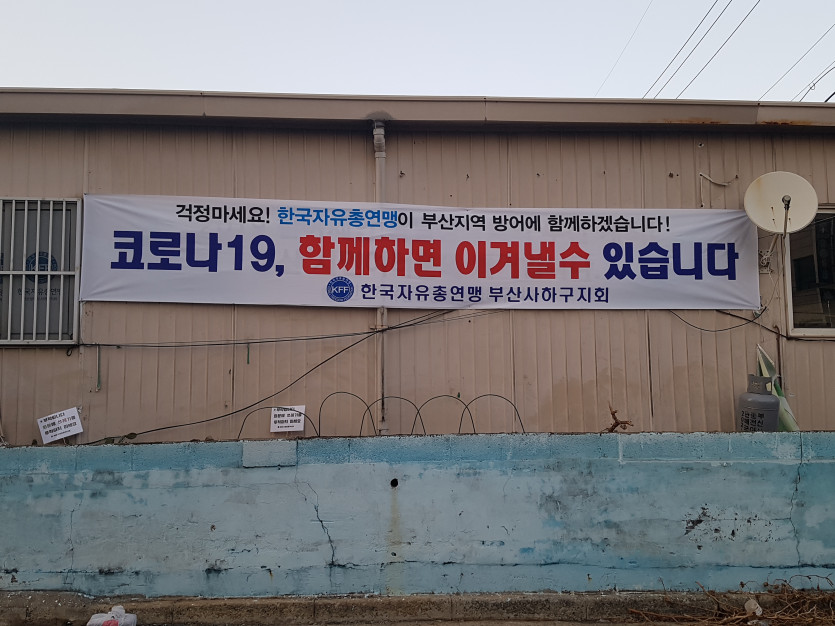 걱정마세요! 한국자유총연맹이 부산지역 방어에 함께하겠습니다!
코로나19, 함께하면 이겨낼수 있습니다
KFF 한국자유총연맹 부산사하구지회